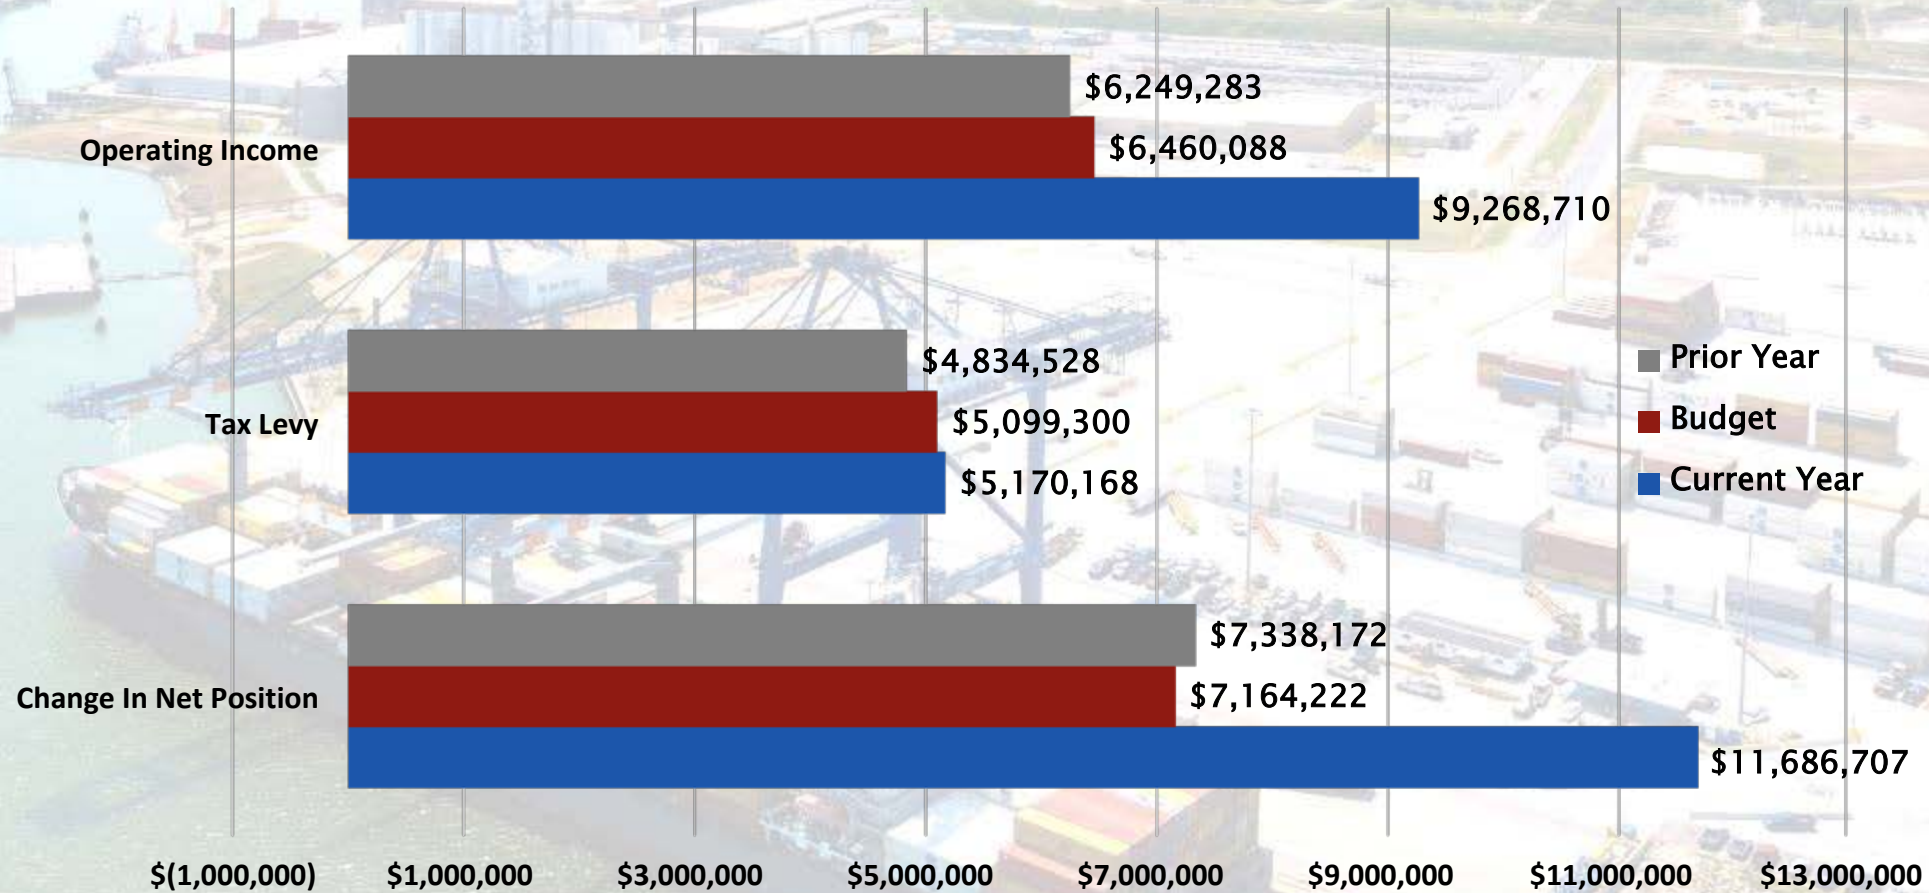 $6,249,283
Operating Income
$6,460,088
$9,268,710
$4,834,528
Tax Levy
$5,099,300
$5,170,168
Prior Year
Budget
Current Year
$7,338,172
Change In Net Position
$7,164,222
$11,686,707
$(1,000,000)
$1,000,000
$3,000,000
$5,000,000
$7,000,000
$9,000,000
$11,000,000
$13,000,000